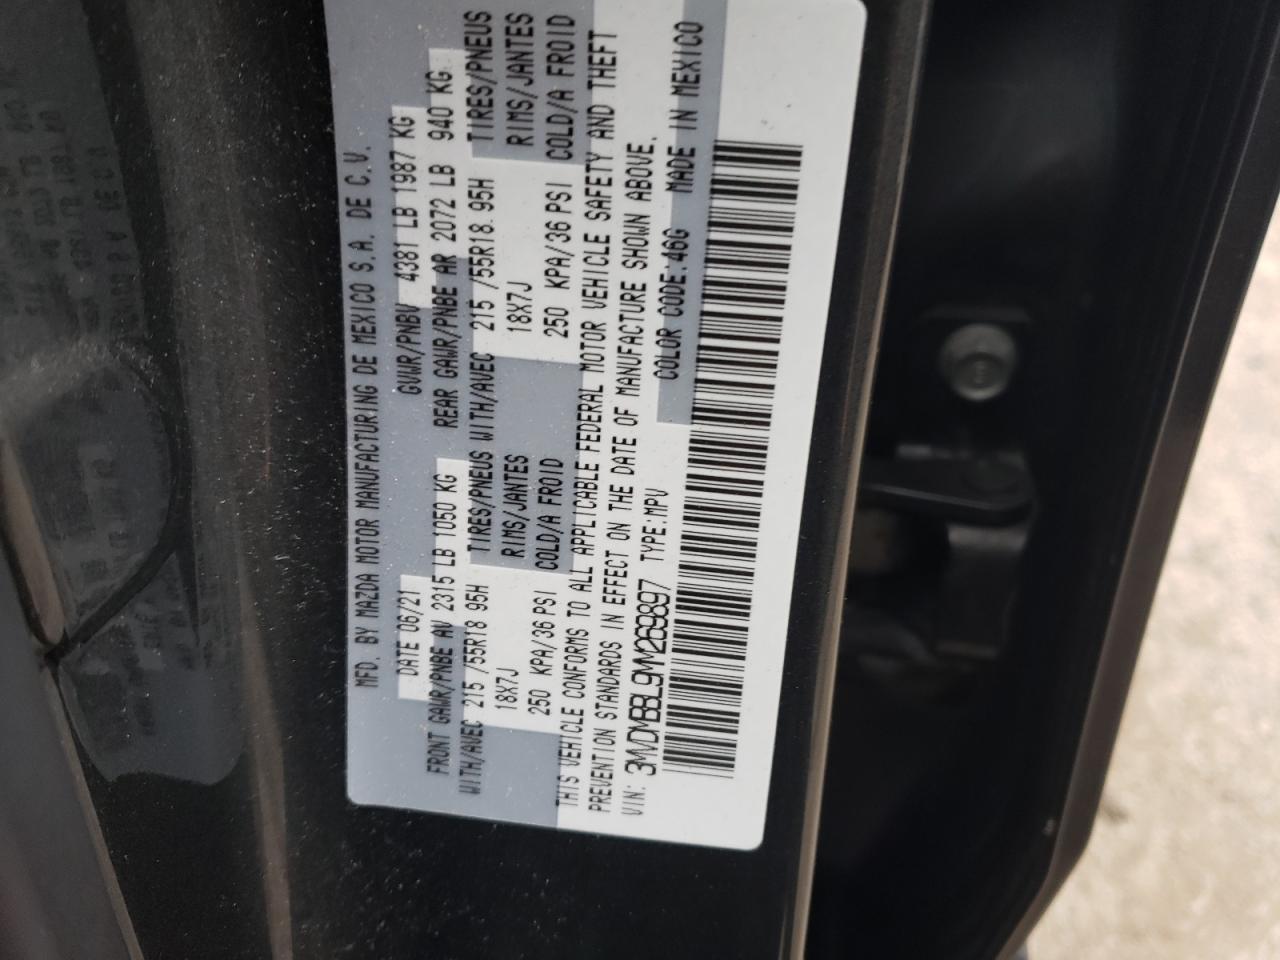 MFD. BY MAZDA MOTOR MANUFACTURING DE MEXICO S.A. DE C.V.
DATE 06/21 GVWR/PNBV 4381 LB 1987 KG
FRONT GAWR/PNBE AV 2315 LB 1050 KG REAR GAWR/PNBE AR 2072 LB 940 KG
WITH/AVEC 215 /55R18 95H TIRES/PNEUS WITH/AVEC 215 /55R18 95H TIRES/PNEUS
18X7J RIMS/JANTES 18X7J RIMS/JANTES
250 KPA/36 PSI COLD/A FROID 250 KPA/36 PSI COLD/A FROID
THIS VEHICLE CONFORMS TO ALL APPLICABLE FEDERAL MOTOR VEHICLE SAFETY AND THEFT
PREVENTION STANDARDS IN EFFECT ON THE DATE OF MANUFACTURE SHOWN ABOVE.
VIN: 3MVDMBBL9MM269897 TYPE:MPV COLOR CODE:46G MADE IN MEXICO